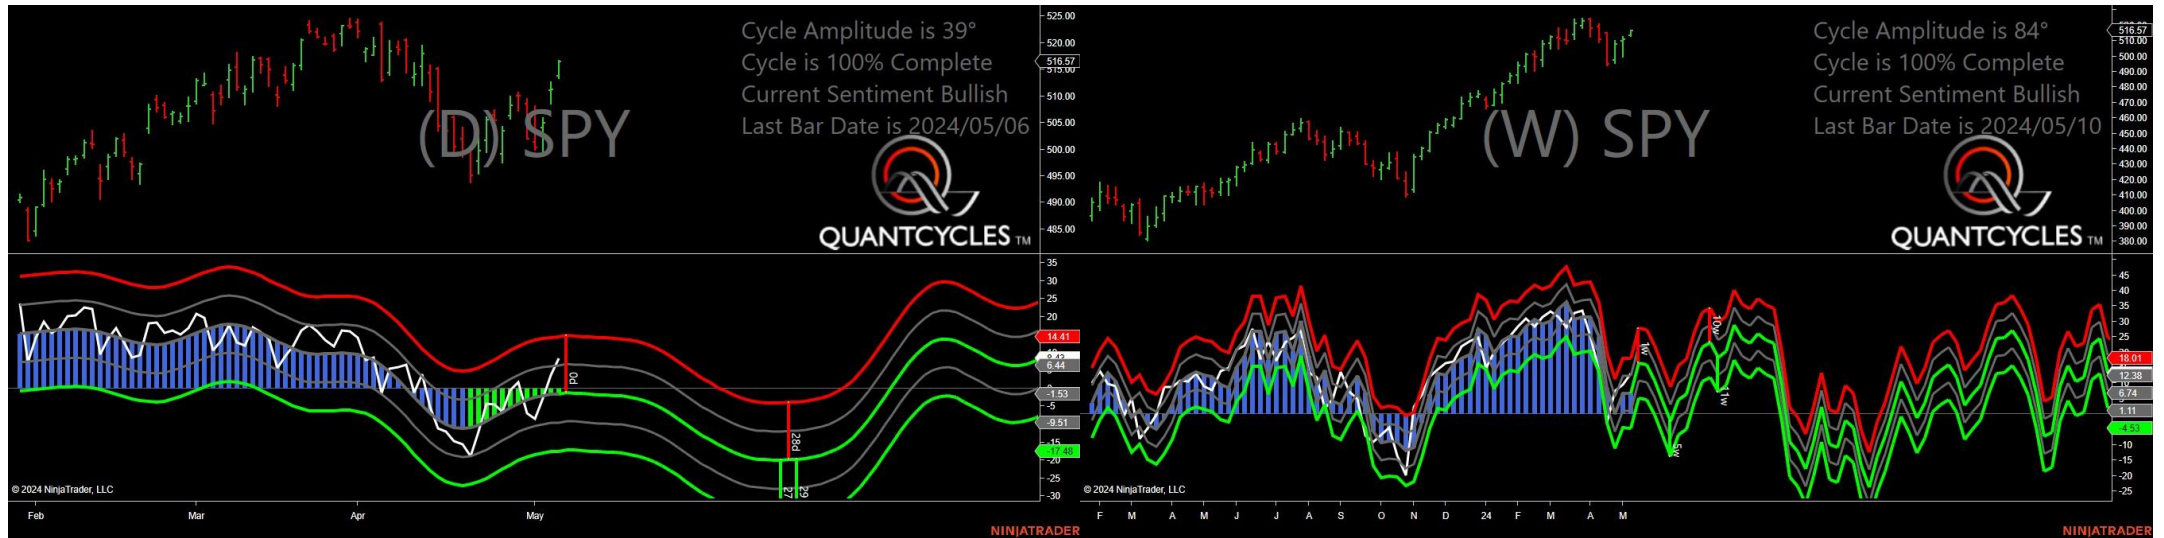 Cycle Amplitude is 39°
Cycle is 100% Complete
Current Sentiment Bullish
Last Bar Date is 2024/05/06
(D) SPY
QUANTCYCLES TM
525.00
520.00
516.57
515.00
510.00
505.00
500.00
495.00
490.00
485.00
35
30
25
20
14.41
8.43
6.44
-1.53
-5
-9.51
-15
-17.48
-20
-30
0d
28d
27
29
© 2024 NinjaTrader, LLC
Feb
Mar
Apr
May
NINJATRADER
Cycle Amplitude is 84°
Cycle is 100% Complete
Current Sentiment Bullish
Last Bar Date is 2024/05/10
(W) SPY
QUANTCYCLES TM
516.57
510.00
500.00
490.00
480.00
470.00
460.00
450.00
440.00
430.00
420.00
410.00
400.00
390.00
380.00
45
40
35
30
25
18.01
12.38
6.74
1.11
-4.53
-10
-15
-20
-25
1w
10w
11w
5w
© 2024 NinjaTrader, LLC
F
M
A
M
J
J
A
S
O
N
D
24
F
M
A
M
NINJATRADER